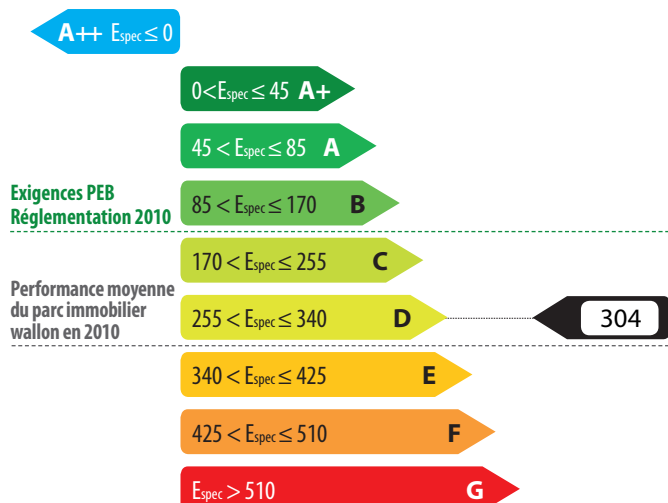 A++ Espec ≤ 0
0<Espec ≤ 45 A+
45 < Espec ≤ 85 A
Exigences PEB
Réglementation 2010
85 < Espec ≤ 170 B
170 < Espec ≤ 255 C
Performance moyenne
du parc immobilier
wallon en 2010
255 < Espec ≤ 340 D
304
340 < Espec ≤ 425 E
425 < Espec ≤ 510 F
Espec > 510 G